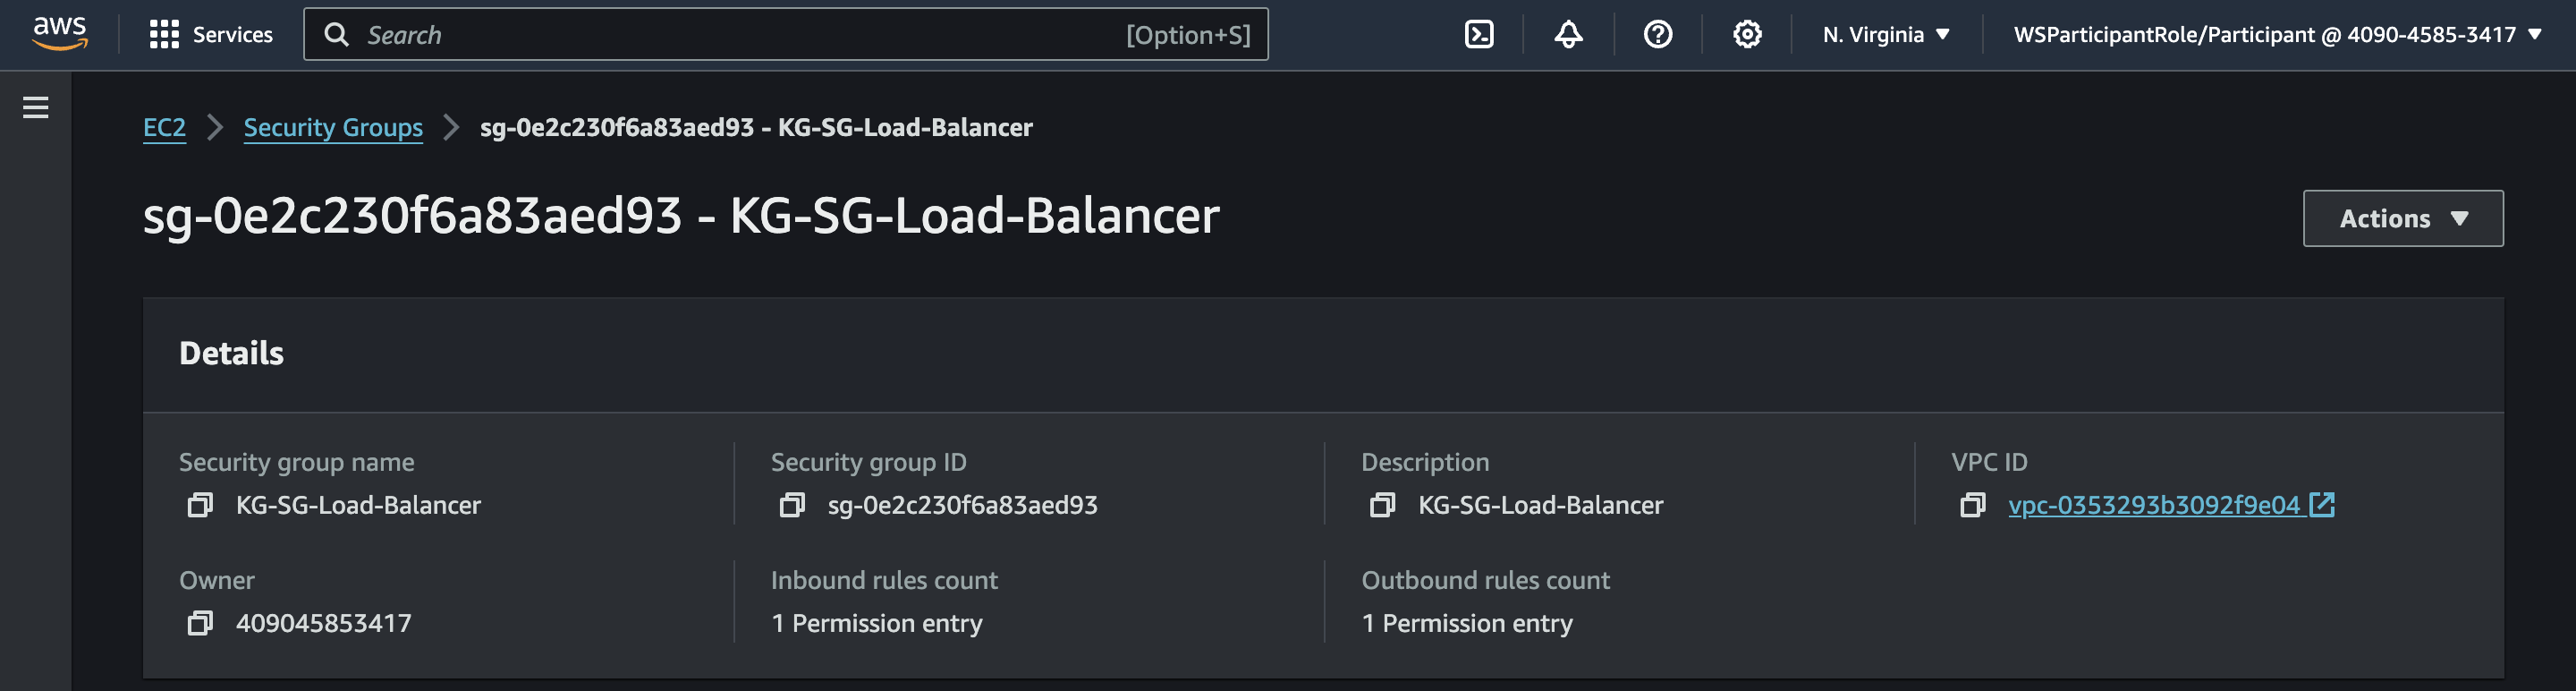 aws Services Search [Option+S] N. Virginia WSParticipantRole/Participant @ 4090-4585-3417
EC2 Security Groups sg-0e2c230f6a83aed93 - KG-SG-Load-Balancer
sg-0e2c230f6a83aed93 - KG-SG-Load-Balancer
Actions
Details
Security group name
KG-SG-Load-Balancer
Security group ID
sg-0e2c230f6a83aed93
Description
KG-SG-Load-Balancer
VPC ID
vpc-0353293b3092f9e04
Owner
409045853417
Inbound rules count
1 Permission entry
Outbound rules count
1 Permission entry